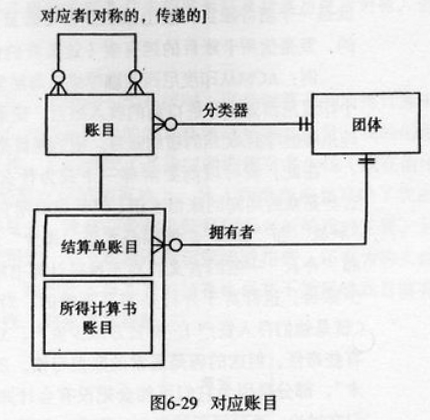 对应者[对称的，传递的]
分类器
账目
团体
结算单账目
拥有者
所得计算书
账目
图6-29 对应账目